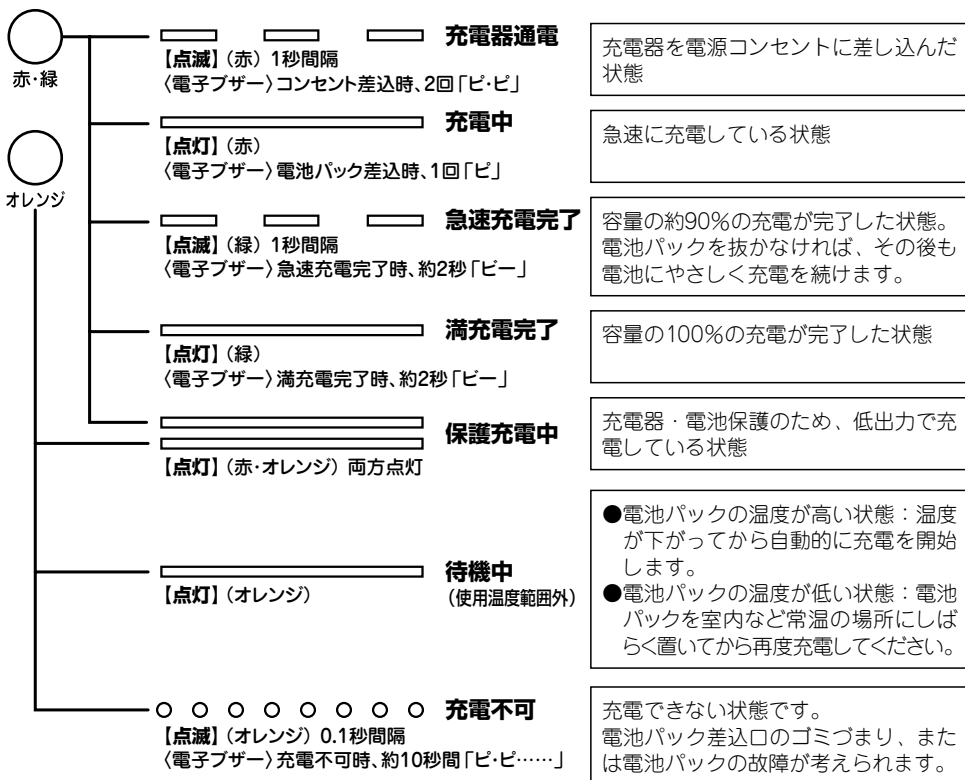 赤・緑
充電器通電
【点滅】（赤）1秒間隔
〈電子ブザー〉コンセント差込時、2回「ピ・ピ」
充電器を電源コンセントに差し込んだ
状態
オレンジ
充電中
【点灯】（赤）
〈電子ブザー〉電池パック差込時、1回「ピ」
急速に充電している状態
急速充電完了
【点滅】（緑）1秒間隔
〈電子ブザー〉急速充電完了時、約2秒「ビー」
容量の約90％の充電が完了した状態。
電池パックを抜かなければ、その後も
電池にやさしく充電を続けます。
満充電完了
【点灯】（緑）
〈電子ブザー〉満充電完了時、約2秒「ビー」
容量の100％の充電が完了した状態
保護充電中
【点灯】（赤・オレンジ）両方点灯
充電器・電池保護のため、低出力で充
電している状態
待機中
（使用温度範囲外）
【点灯】（オレンジ）
●電池パックの温度が高い状態：温度
が下がってから自動的に充電を開始
します。
●電池パックの温度が低い状態：電池
パックを室内など常温の場所にしば
らく置いてから再度充電してください。
充電不可
【点滅】（オレンジ）0.1秒間隔
〈電子ブザー〉充電不可時、約10秒間「ピ・ピ……」
充電できない状態です。
電池パック差込口のゴミづまり、また
は電池パックの故障が考えられます。